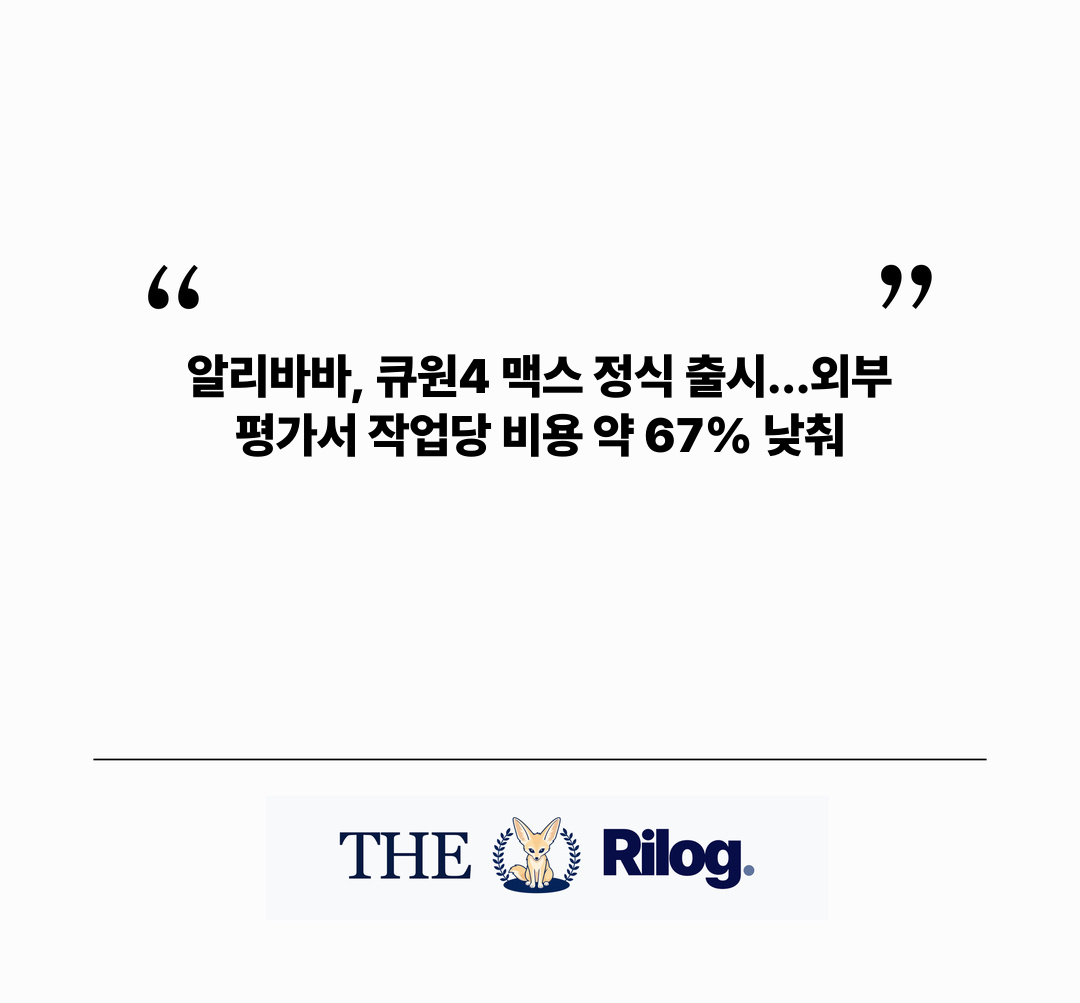 “ ”
알리바바, 큐원4 맥스 정식 출시...외부
평가서 작업당 비용 약 67% 낮춰
THE Rilog.